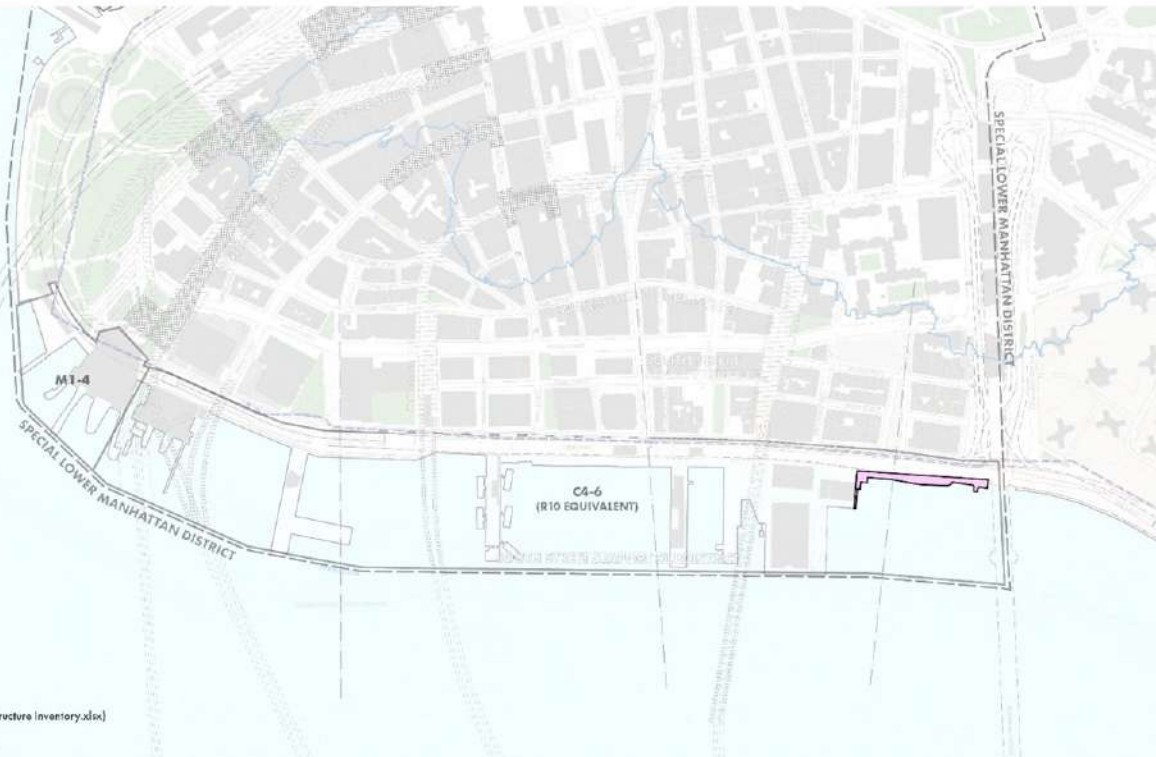 SPECIAL LOWER MANHATTAN DISTRICT
M1-4
SPECIAL LOWER MANHATTAN DISTRICT
C4-6
(R10 EQUIVALENT)
ructure Inventory.xlsx)